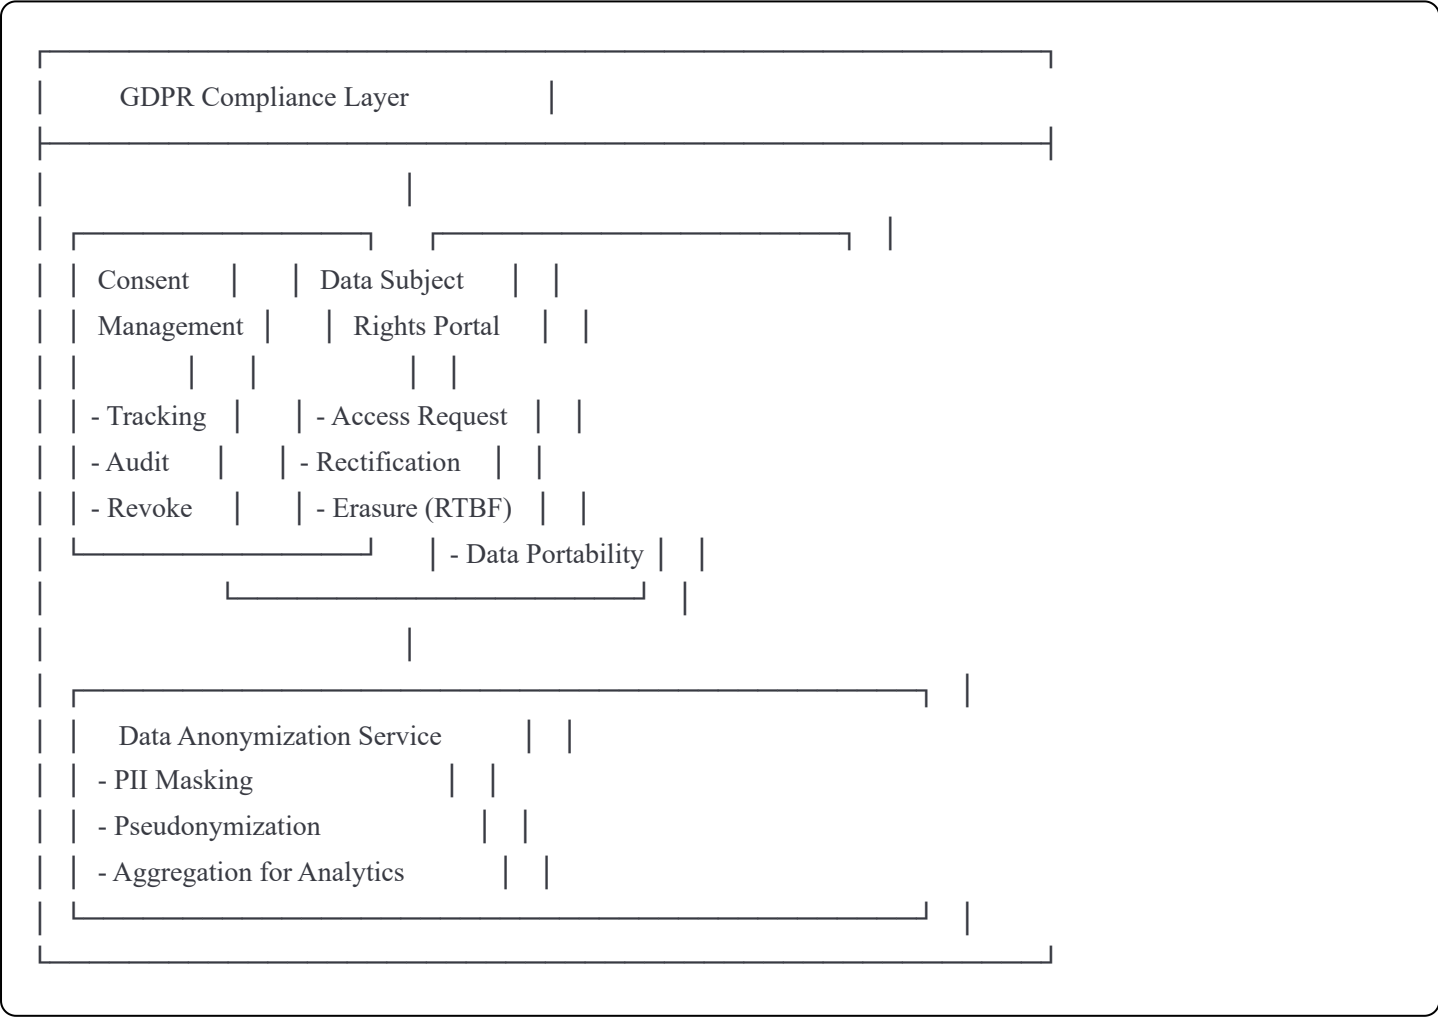 GDPR Compliance Layer
Consent Data Subject
Management Rights Portal
- Tracking - Access Request
- Audit - Rectification
- Revoke - Erasure (RTBF)
- Data Portability
Data Anonymization Service
- PII Masking
- Pseudonymization
- Aggregation for Analytics